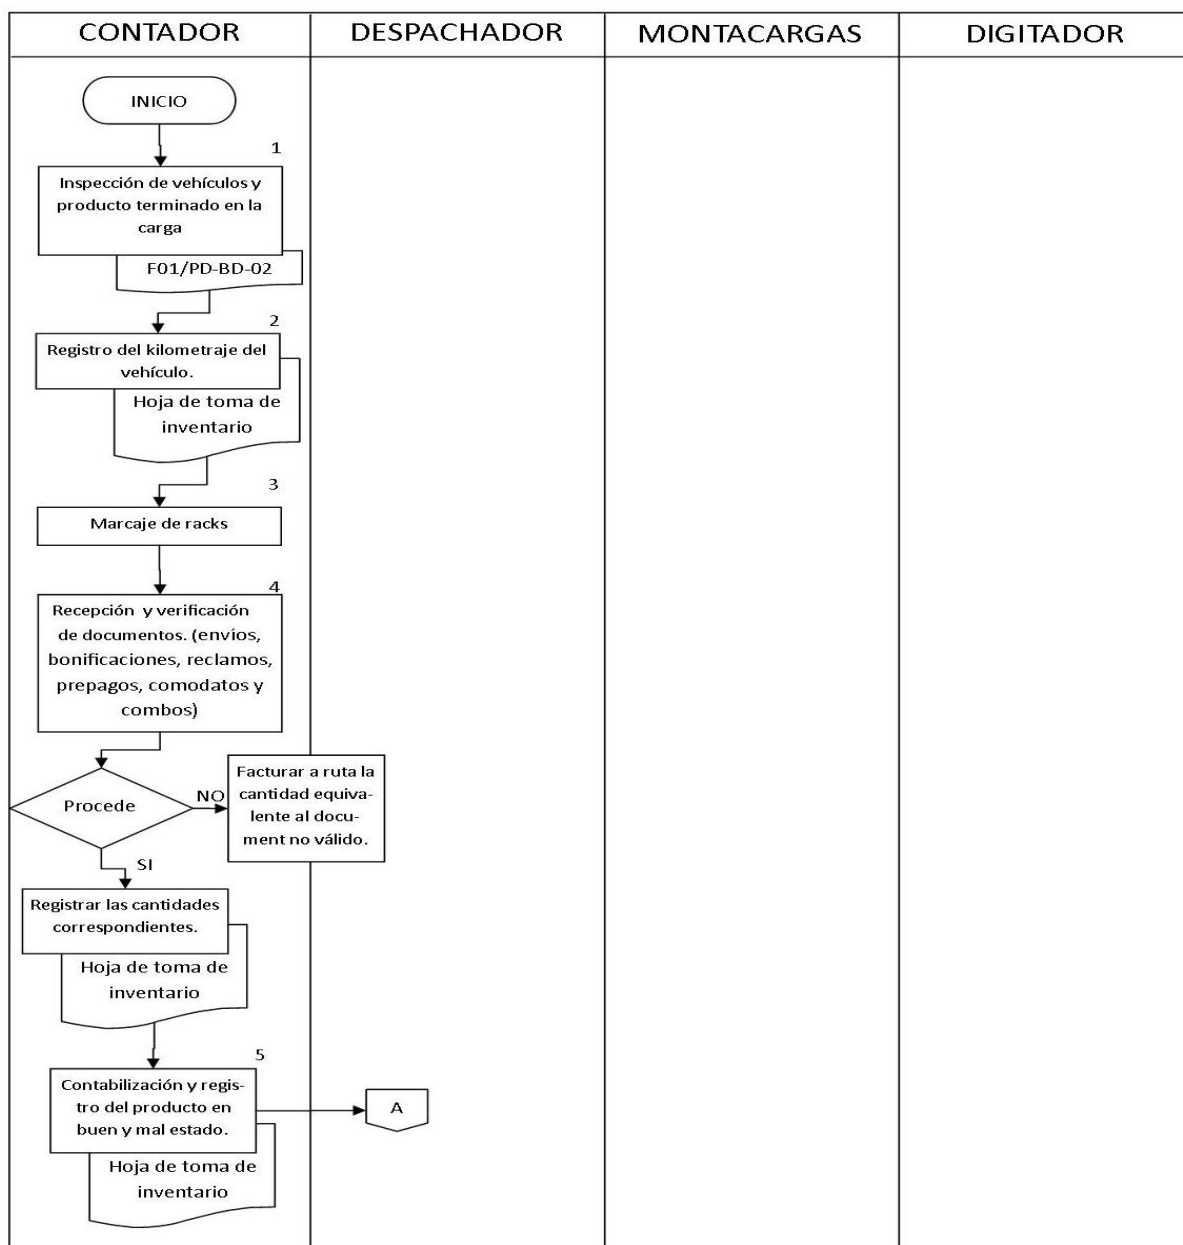 CONTADOR
DESPACHADOR
MONTACARGAS
DIGITADOR
INICIO
1
Inspección de vehículos y
producto terminado en la
carga
F01/PD-BD-02
2
Registro del kilometraje del
vehículo.
Hoja de toma de
inventario
3
Marcaje de racks
4
Recepción y verificación
de documentos. (envíos,
bonificaciones, reclamos,
prepagos, comodatos y
combos)
Procede
NO
Facturar a ruta la
cantidad equiva-
lente al docu-
ment no válido.
SI
Registrar las cantidades
correspondientes.
Hoja de toma de
inventario
5
Contabilización y regis-
tro del producto en
buen y mal estado.
A
Hoja de toma de
inventario